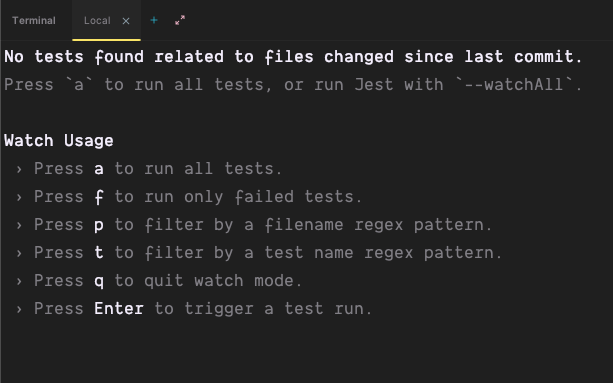 Terminal
Local × +
No tests found related to files changed since last commit.
Press `a` to run all tests, or run Jest with `--watchAll`.
Watch Usage
› Press a to run all tests.
› Press f to run only failed tests.
› Press p to filter by a filename regex pattern.
› Press t to filter by a test name regex pattern.
› Press q to quit watch mode.
› Press Enter to trigger a test run.